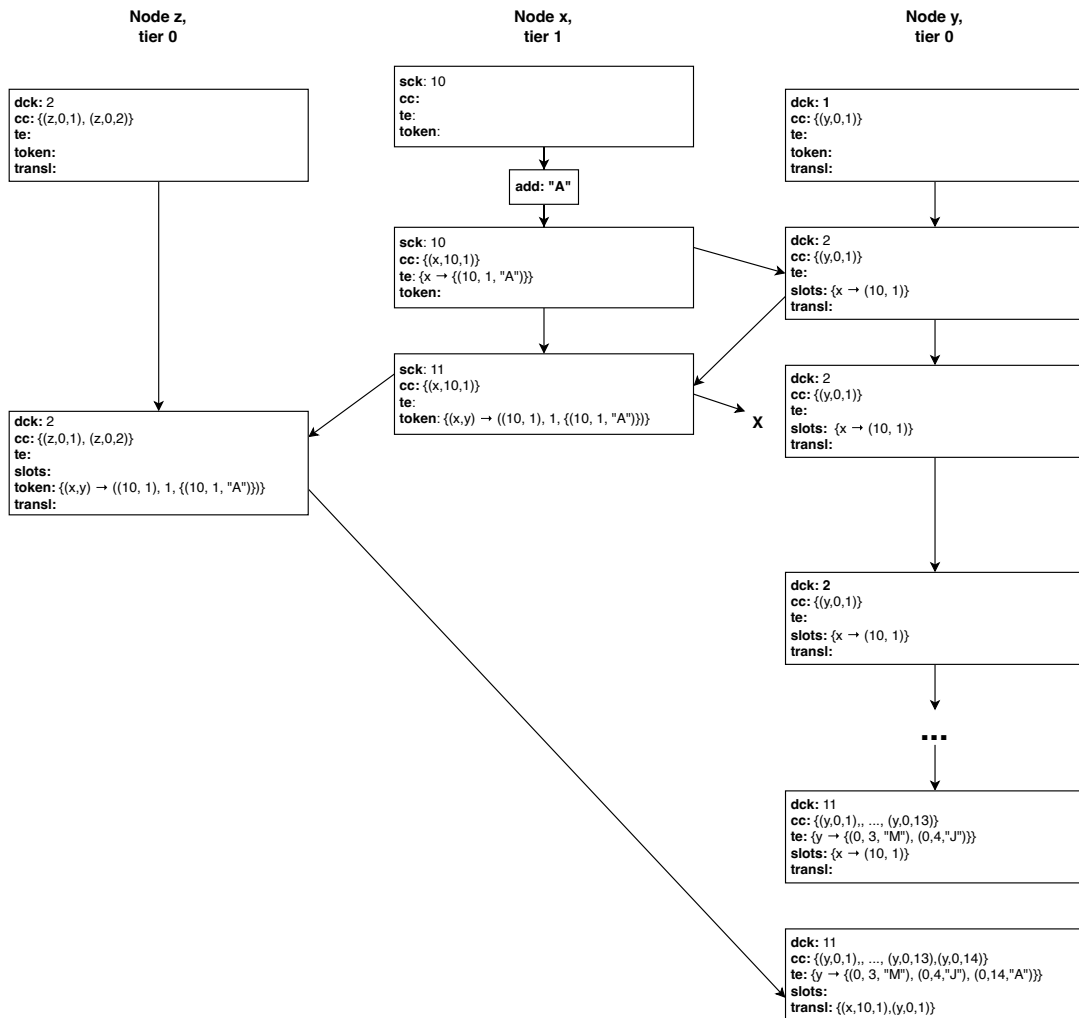 Node z,
tier 0
Node x,
tier 1
Node y,
tier 0
dck: 2
cc: {(z,0,1), (z,0,2)}
te:
token:
transl:
sck: 10
cc:
te:
token:
dck: 1
cc: {(y,0,1)}
te:
token:
transl:
add: "A"
sck: 10
cc: {(x,10,1)}
te: {x → {(10, 1, "A")}}
token:
dck: 2
cc: {(y,0,1)}
te:
slots: {x → (10, 1)}
transl:
sck: 11
cc: {(x,10,1)}
te:
token: {(x,y) → ((10, 1), 1, {(10, 1, "A")})}
X
dck: 2
cc: {(y,0,1)}
te:
slots: {x → (10, 1)}
transl:
dck: 2
cc: {(z,0,1), (z,0,2)}
te:
slots:
token: {(x,y) → ((10, 1), 1, {(10, 1, "A")})}
transl:
dck: 2
cc: {(y,0,1)}
te:
slots: {x → (10, 1)}
transl:
...
dck: 11
cc: {(y,0,1),, ..., (y,0,13)}
te: {y → {(0, 3, "M"), (0,4,"J")}}
slots: {x → (10, 1)}
transl:
dck: 11
cc: {(y,0,1),, ..., (y,0,13),(y,0,14)}
te: {y → {(0, 3, "M"), (0,4,"J"), (0,14,"A")}}
slots:
transl: {(x,10,1),(y,0,1)}